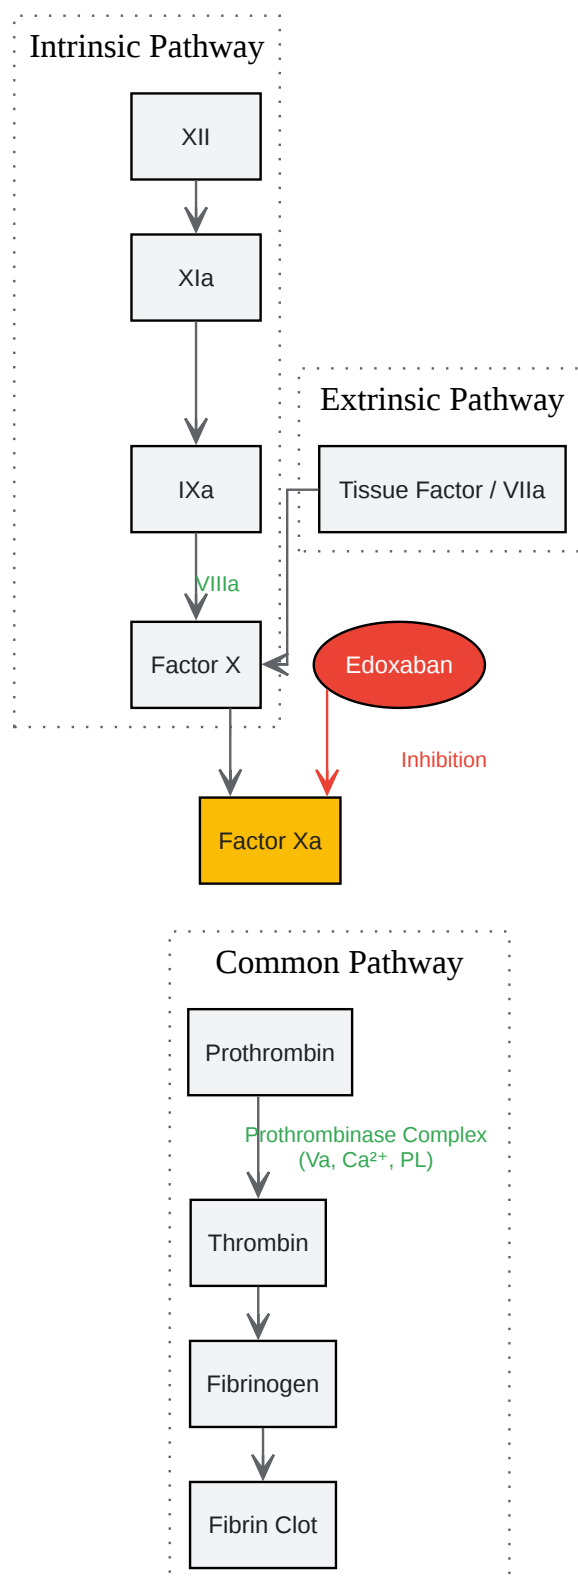 Intrinsic Pathway
XII
XIa
Extrinsic Pathway
IXa
Tissue Factor / VIIa
VIIIa
Factor X
Edoxaban
Inhibition
Factor Xa
Common Pathway
Prothrombin
Prothrombinase Complex
(Va, Ca²⁺, PL)
Thrombin
Fibrinogen
Fibrin Clot